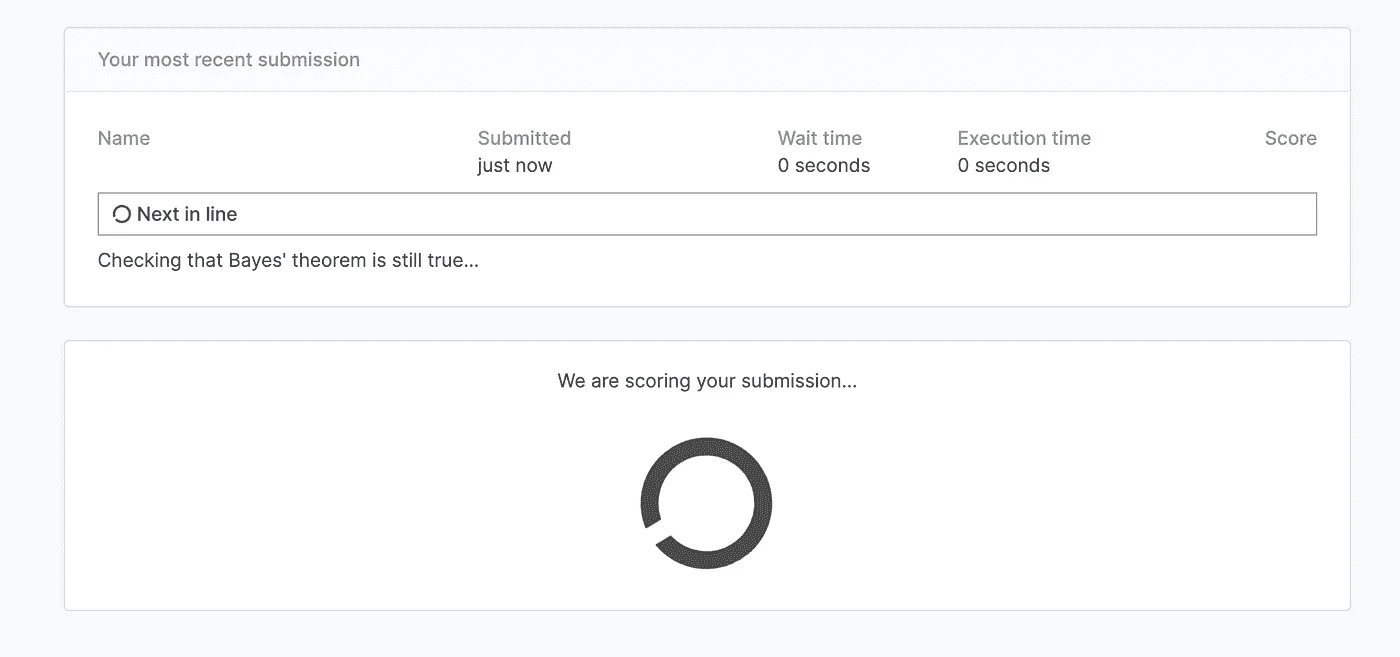 Your most recent submission
Name Submitted Wait time Execution time Score
just now 0 seconds 0 seconds
Next in line
Checking that Bayes' theorem is still true...
We are scoring your submission...